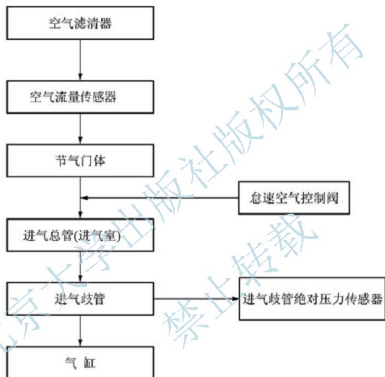 空气滤清器
空气流量传感器
节气门体
怠速空气控制阀
进气总管(进气室)
进气歧管
进气歧管绝对压力传感器
气 缸
北京大学出版社版权所有
禁止转载